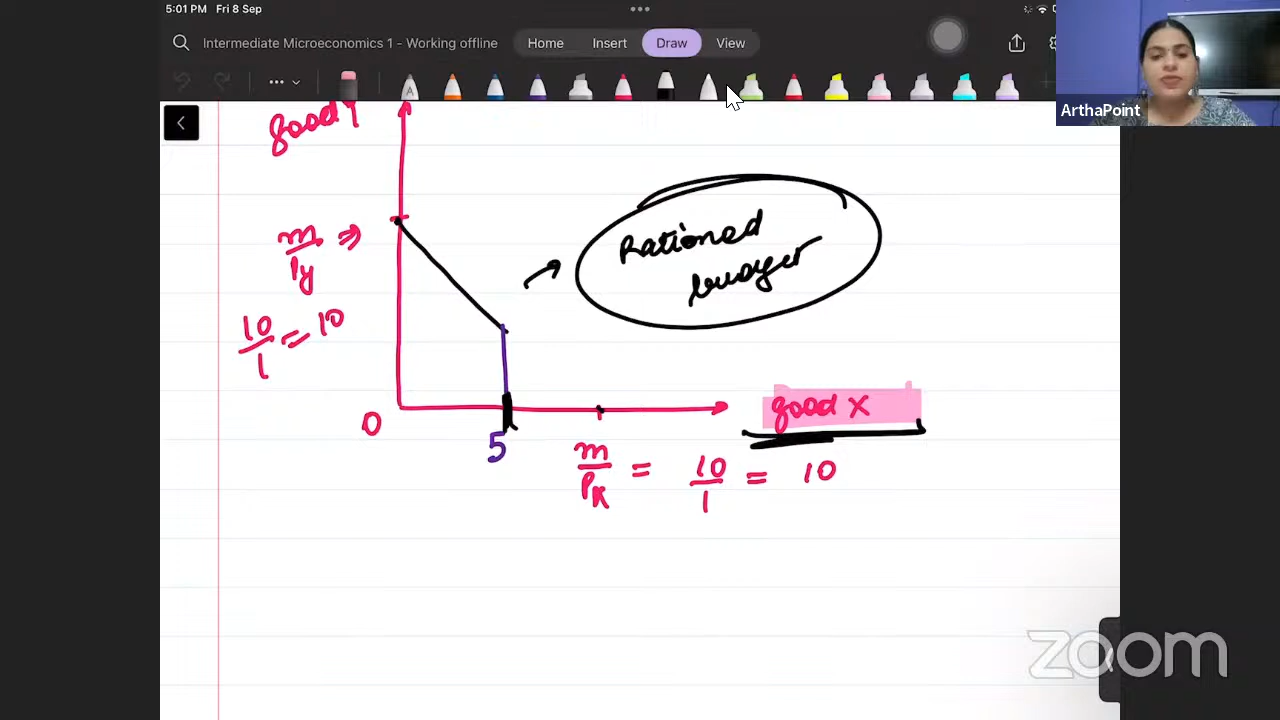 5:01 PM Fri 8 Sep
Intermediate Microeconomics 1 - Working offline
Home Insert Draw View
A
ArthaPoint
good Y
Rationed
budget
m/Py ⇒
10/1 = 10
0
5
good X
m/Px = 10/1 = 10
zoom